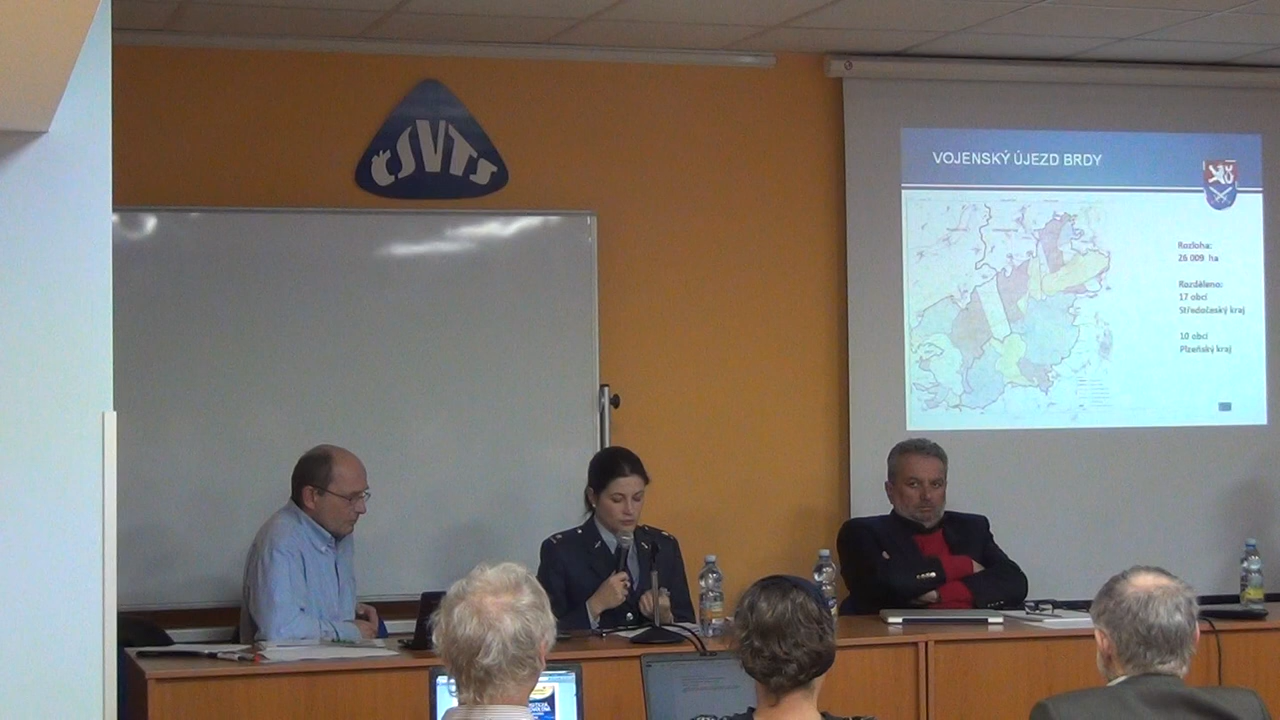 ČSVTS
VOJENSKÝ ÚJEZD BRDY
Rozloha:
26 009 ha
Rozděleno:
17 obcí
Středočeský kraj
10 obcí
Plzeňský kraj